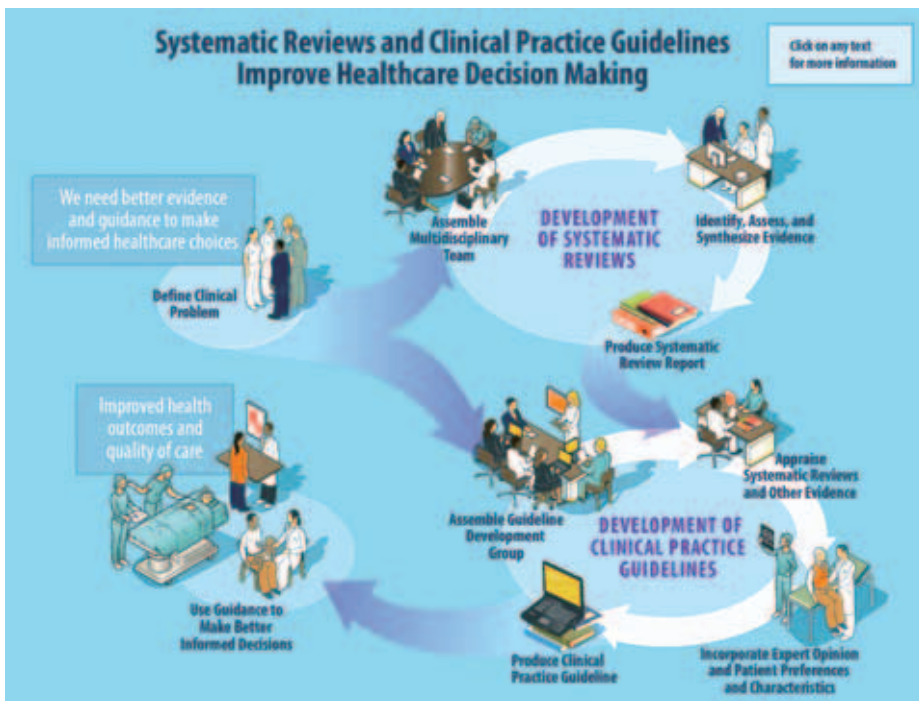 Systematic Reviews and Clinical Practice Guidelines
Improve Healthcare Decision Making
Click on any text
for more information
We need better evidence
and guidance to make
informed healthcare choices
Define Clinical
Problem
Assemble
Multidisciplinary
Team
DEVELOPMENT
OF SYSTEMATIC
REVIEWS
Identify, Assess, and
Synthesize Evidence
Produce Systematic
Review Report
Improved health
outcomes and
quality of care
Assemble Guideline
Development
Group
DEVELOPMENT OF
CLINICAL PRACTICE
GUIDELINES
Appraise
Systematic Reviews
and Other Evidence
Use Guidance to
Make Better
Informed Decisions
Produce Clinical
Practice Guideline
Incorporate Expert Opinion
and Patient Preferences
and Characteristics